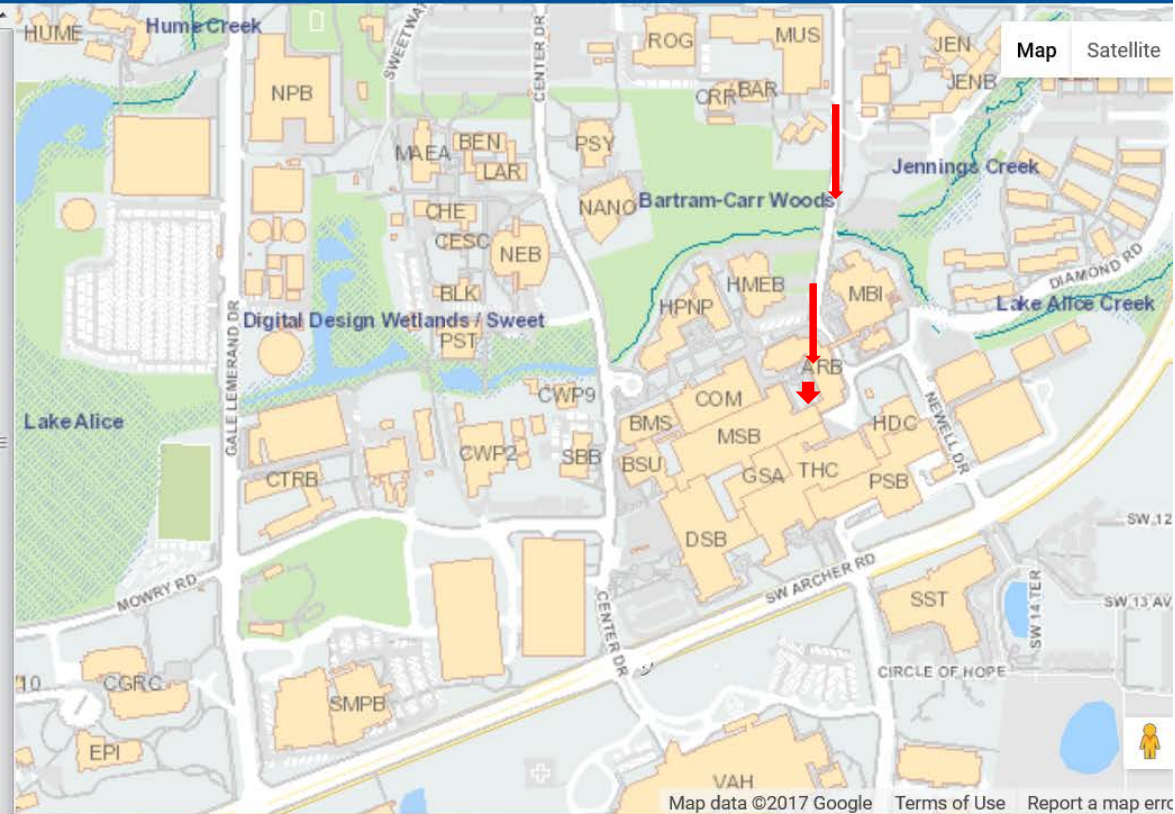 HUME
Hume Creek
SWEETWA
CENTER DR
ROG
MUS
JEN
Map
Satellite
NPB
CRR
BAR
JENB
MAEA
BEN
LAR
PSY
Jennings Creek
NANO
Bartram-Carr Woods
CHE
CESC
NEB
HPNP
HMEB
MBI
DIAMOND RD
BLK
Lake Alice Creek
Digital Design Wetlands / Sweet
PST
GALE LEMERAND DR
ARB
CWP9
COM
Lake Alice
BMS
MSB
HDC
NEWELL DR
CWP2
SBB
BSU
GSA
THC
PSB
CTRB
DSB
SW 12
MOWRY RD
SW ARCHER RD
SST
SW 14 TER
SW 13 AV
CENTER DR
CIRCLE OF HOPE
10
CGRC
SMPB
EPI
VAH
Map data ©2017 Google
Terms of Use
Report a map erro